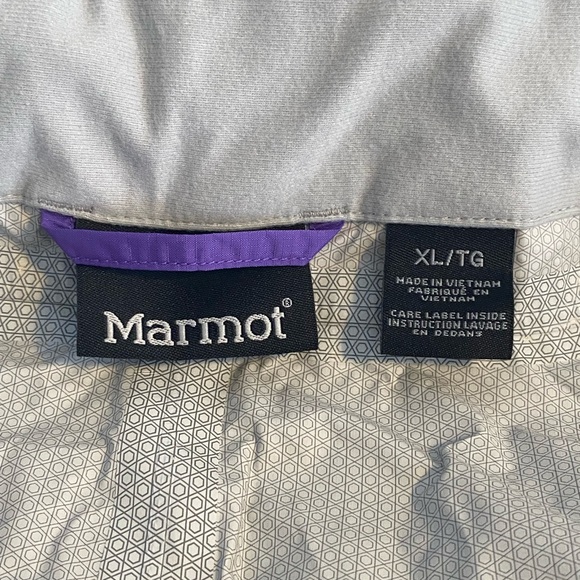 Marmot®
XL/TG
MADE IN VIETNAM
FABRIQUÉ EN
VIETNAM
CARE LABEL INSIDE
INSTRUCTION LAVAGE
EN DEDANS